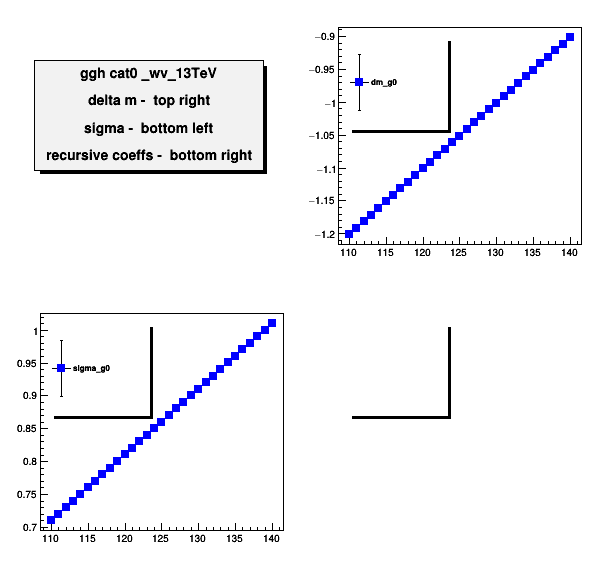 ggh cat0 _wv_13TeV
delta m -  top right
sigma -  bottom left
recursive coeffs -  bottom right
−0.9
−0.95
−1
−1.05
−1.1
−1.15
−1.2
dm_g0
110 115 120 125 130 135 140
1
0.95
0.9
0.85
0.8
0.75
0.7
sigma_g0
110 115 120 125 130 135 140